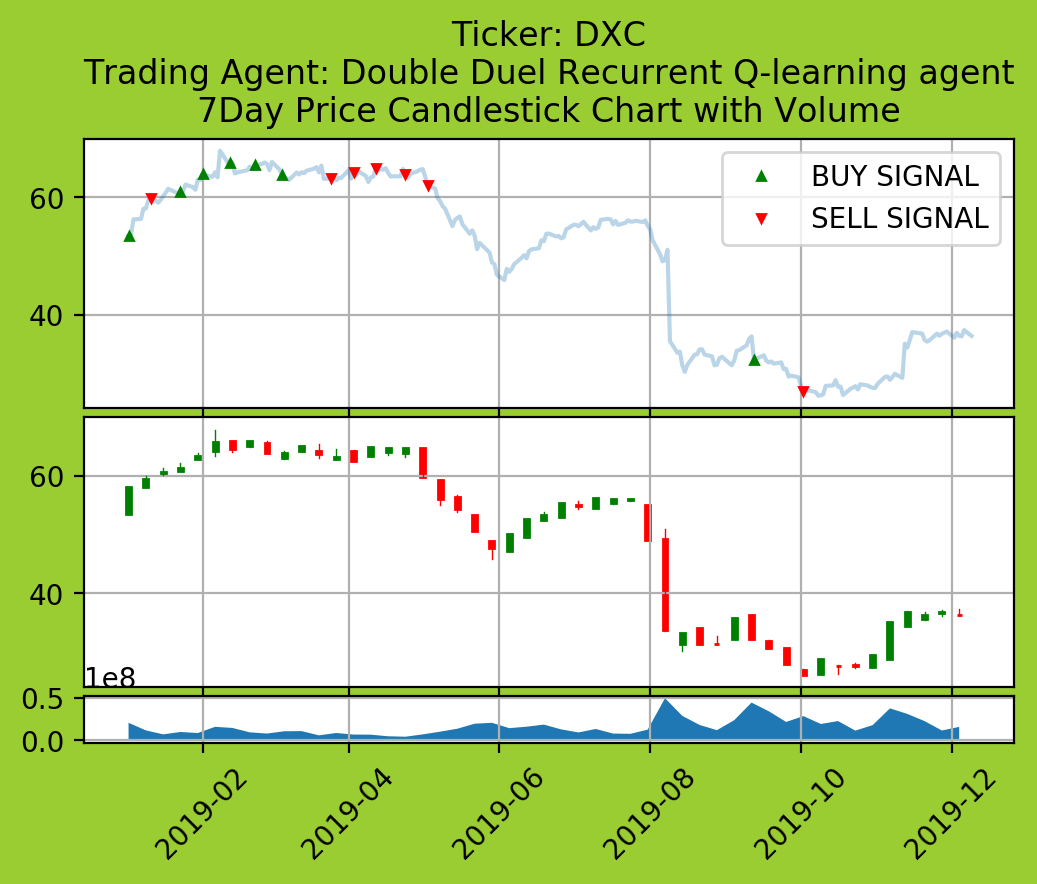 Ticker: DXC
Trading Agent: Double Duel Recurrent Q-learning agent
7Day Price Candlestick Chart with Volume
BUY SIGNAL
SELL SIGNAL
60
40
60
40
1e8
0.5
0.0
2019-02
2019-04
2019-06
2019-08
2019-10
2019-12